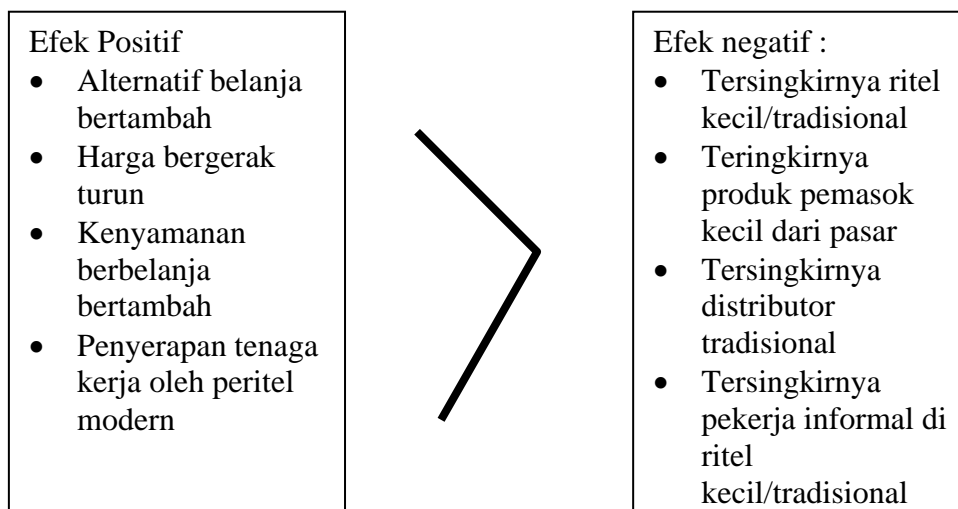 Efek Positif
• Alternatif belanja
bertambah
• Harga bergerak
turun
• Kenyamanan
berbelanja
bertambah
• Penyerapan tenaga
kerja oleh peritel
modern
Efek negatif :
• Tersingkirnya ritel
kecil/tradisional
• Teringkirnya
produk pemasok
kecil dari pasar
• Tersingkirnya
distributor
tradisional
• Tersingkirnya
pekerja informal di
ritel
kecil/tradisional